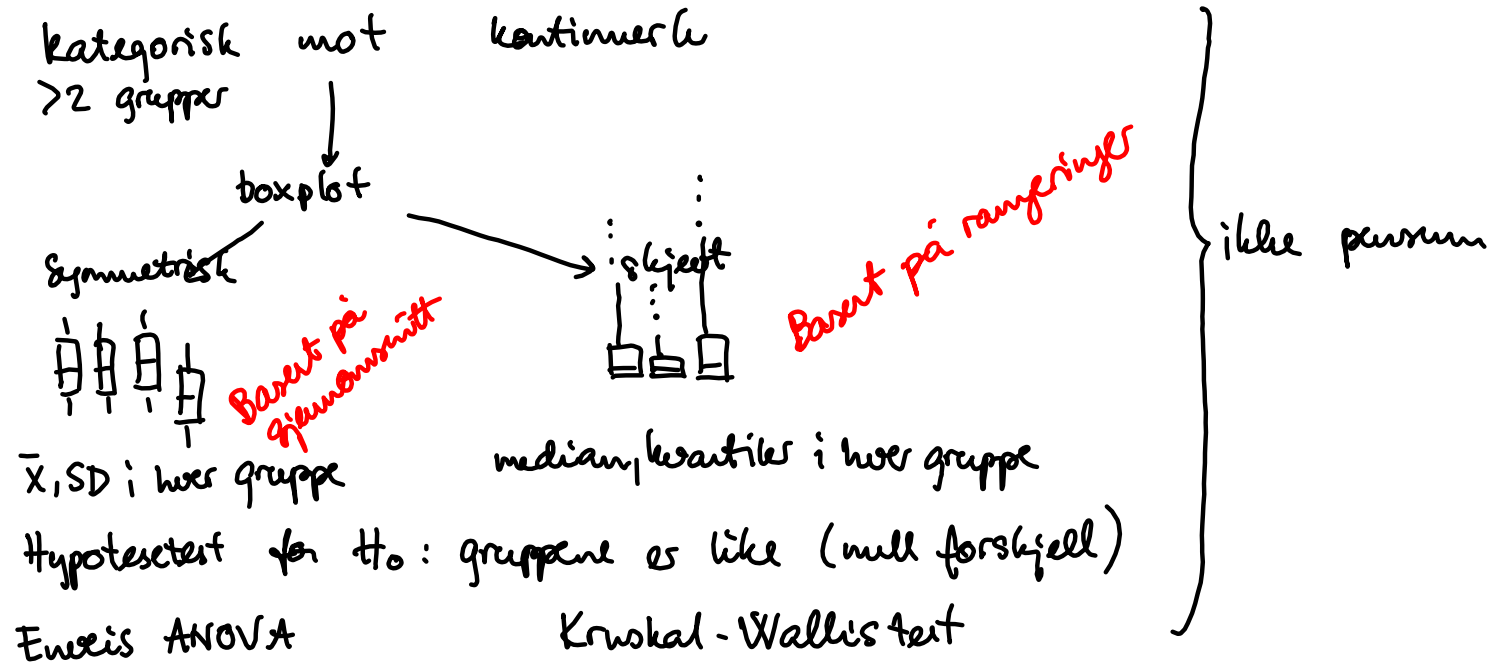 kategorisk mot kontinuerlig
>2 grupper
boxplot
Symmetrisk
skjevt
Basert på
gjennomsnitt
Basert på rangeringer
ikke pensum
x̄, SD i hver gruppe
median, kvartiler i hver gruppe
Hypotesetest for H₀: gruppene er like (null forskjell)
Enveis ANOVA
Kruskal-Wallis test